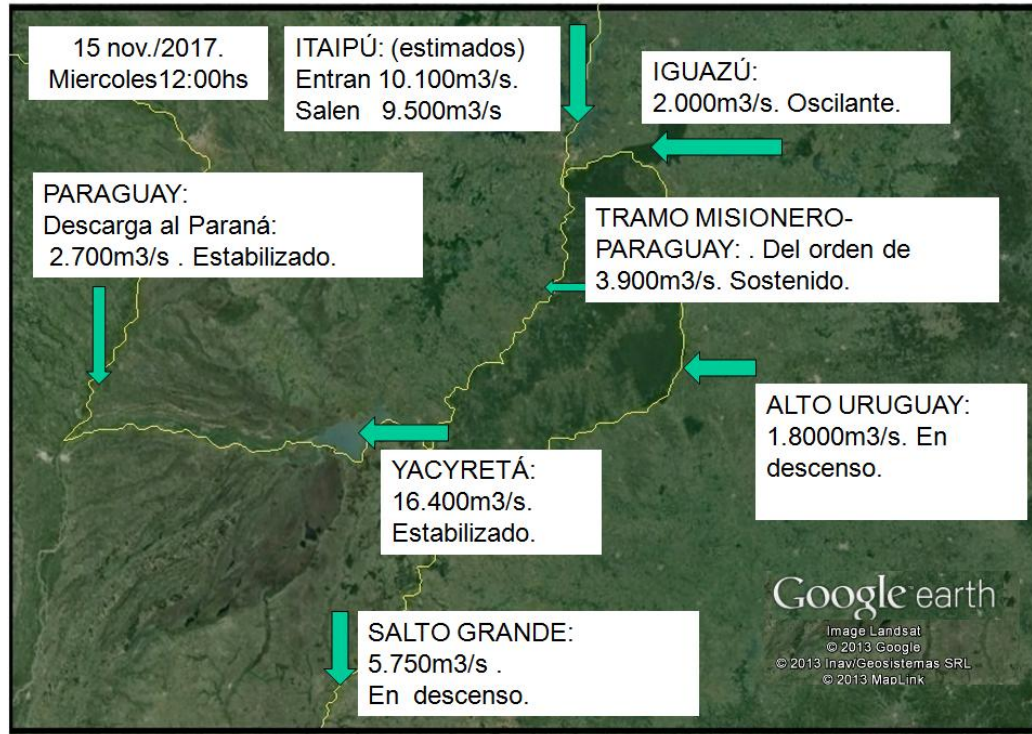 15 nov./2017.
Miercoles12:00hs
ITAIPÚ: (estimados)
Entran 10.100m3/s.
Salen 9.500m3/s
IGUAZÚ:
2.000m3/s. Oscilante.
PARAGUAY:
Descarga al Paraná:
2.700m3/s . Estabilizado.
TRAMO MISIONERO-
PARAGUAY: . Del orden de
3.900m3/s. Sostenido.
ALTO URUGUAY:
1.8000m3/s. En
descenso.
YACYRETÁ:
16.400m3/s.
Estabilizado.
SALTO GRANDE:
5.750m3/s .
En descenso.
Google earth
Image Landsat
© 2013 Google
© 2013 Inav/Geosistemas SRL
© 2013 MapLink